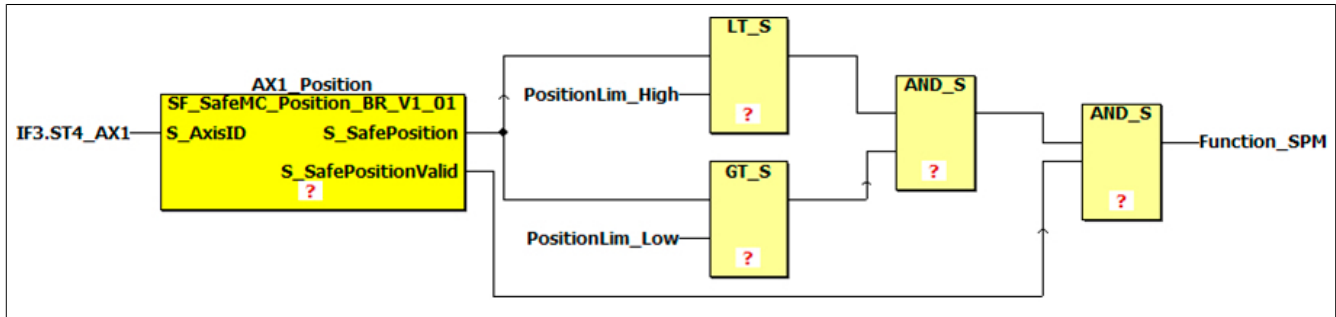 LT_S
AX1_Position
SF_SafeMC_Position_BR_V1_01
PositionLim_High
AND_S
?
AND_S
IF3.ST4_AX1
S_AxisID
S_SafePosition
Function_SPM
S_SafePositionValid
GT_S
?
?
?
PositionLim_Low
?